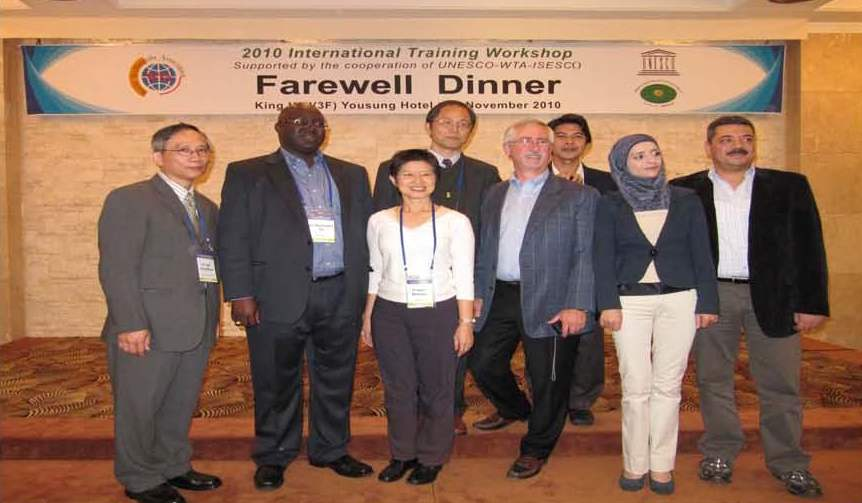 2010 International Training Workshop
Supported by the cooperation of UNESCO-WTA-ISESCO
Farewell Dinner
King V3F) Yousung Hotel November 2010
UNESCO